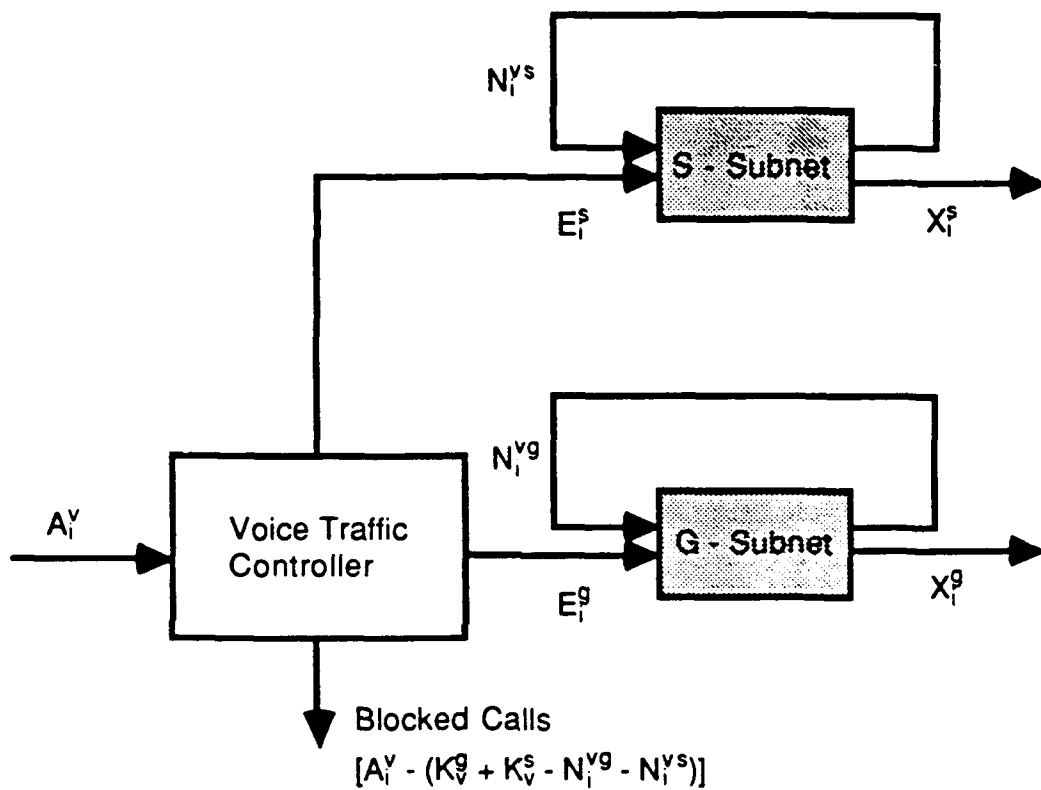 N_i^{vs}
S - Subnet
E_i^s
X_i^s
N_i^{vg}
A_i^v
Voice Traffic
Controller
G - Subnet
E_i^g
X_i^g
Blocked Calls
[A_i^v - (K_v^g + K_v^s - N_i^{vg} - N_i^{vs})]